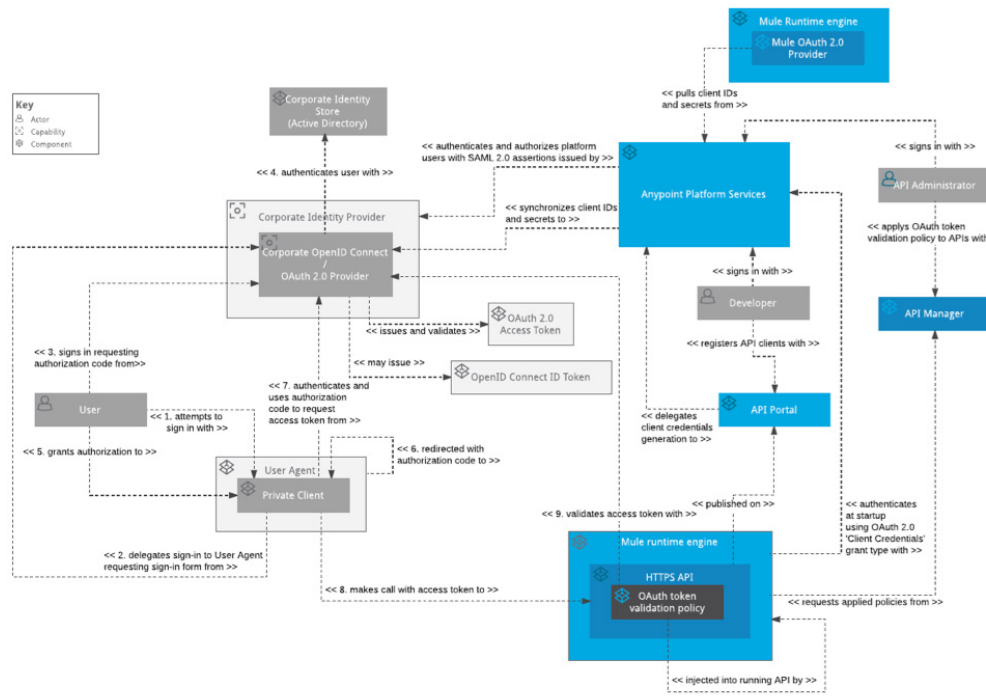 Mule Runtime engine
Mule OAuth 2.0
Provider
<< pulls client IDs
and secrets from >>
Key
Actor
Capability
Component
Corporate Identity
Store
(Active Directory)
<< authenticates and authorizes platform
users with SAML 2.0 assertions issued by >>
<< signs in with >>
<< 4. authenticates user with >>
Anypoint Platform Services
API Administrator
Corporate Identity Provider
<< synchronizes client IDs
and secrets to >>
<< applys OAuth token
validation policy to APIs with
Corporate OpenID Connect
/
OAuth 2.0 Provider
<< signs in with >>
Developer
API Manager
OAuth 2.0
Access Token
<< issues and validates >>
<< registers API clients with >>
<< 3. signs in requesting
authorization code from>>
<< may issue >>
OpenID Connect ID Token
<< 7. authenticates and
uses authorization
code to request
access token from >>
User
<< 1. attempts to
sign in with >>
API Portal
<< delegates
client credentials
generation to >>
<< 5. grants authorization to >>
<< 6. redirected with
authorization code to >>
User Agent
Private Client
<< published on >>
<< authenticates
at startup
using OAuth 2.0
'Client Credentials'
grant type with >>
<< 9. validates access token with >>
<< 2. delegates sign-in to User Agent
requesting sign-in form from >>
Mule runtime engine
HTTPS API
<< 8. makes call with access token to >>
OAuth token
validation policy
<< requests applied policies from >>
<< injected into running API by >>